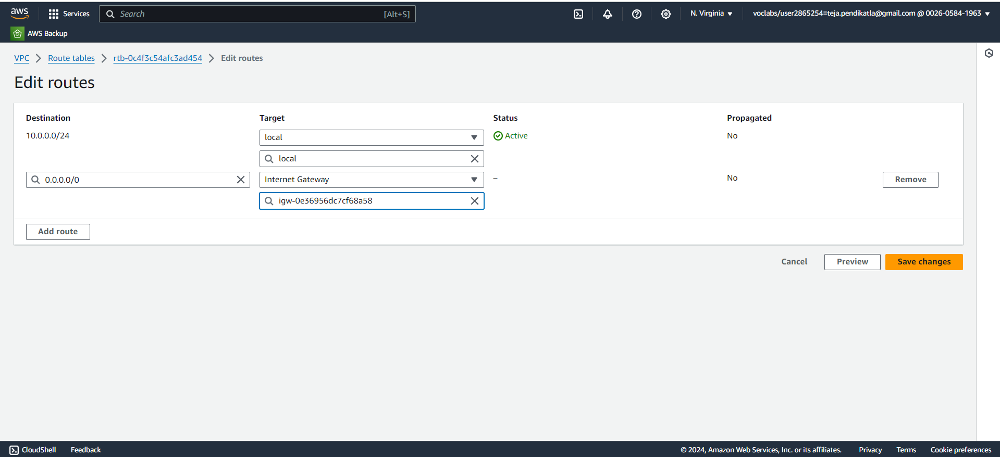 aws Services Search [Alt+S] N. Virginia voclabs/user2865254=teja.pendikatla@gmail.com @ 0026-0584-1963
AWS Backup
VPC Route tables rtb-0c4f3c54afc3ad454 Edit routes
Edit routes
Destination Target Status Propagated
10.0.0.0/24 local Active No
local
0.0.0.0/0 Internet Gateway – No Remove
igw-0e36956dc7cf68a58
Add route
Cancel Preview Save changes
CloudShell Feedback © 2024, Amazon Web Services, Inc. or its affiliates. Privacy Terms Cookie preferences